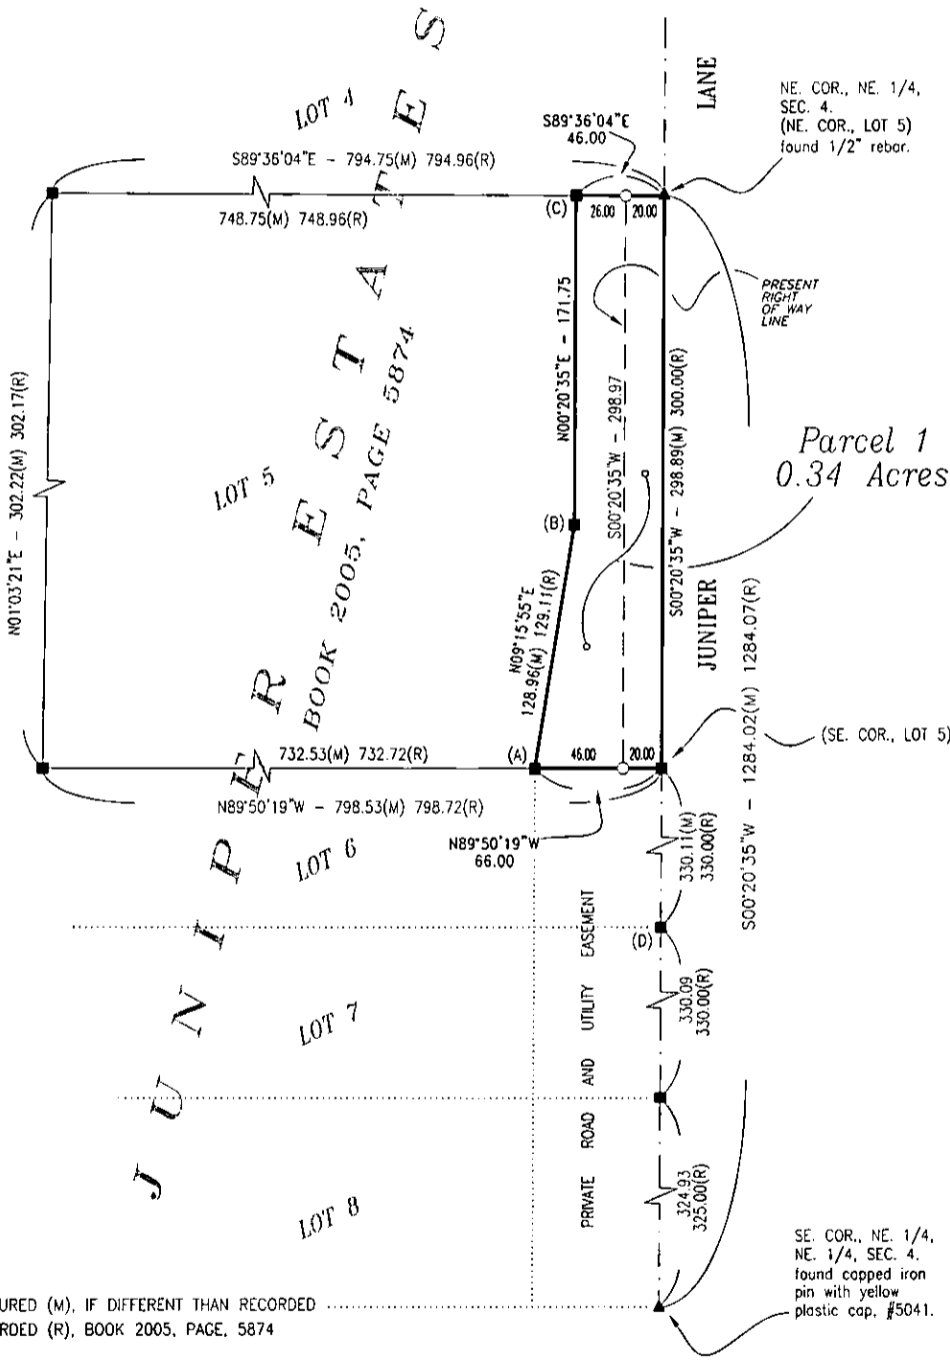 JUNIPER ESTATES
BOOK 2005, PAGE 5874
LOT 4
S89°36'04"E - 794.75(M) 794.96(R)
748.75(M) 748.96(R)
S89°36'04"E
46.00
LANE
NE. COR., NE. 1/4,
SEC. 4.
(NE. COR., LOT 5)
found 1/2" rebar.
(C)
26.00
20.00
PRESENT
RIGHT
OF WAY
LINE
N01°03'21"E - 302.22(M) 302.17(R)
LOT 5
N00°20'35"E - 171.75
S00°20'35"W - 298.97
S00°20'35"W - 298.89(M) 300.00(R)
Parcel 1
0.34 Acres
(B)
N09°15'55"E
128.96(M) 129.11(R)
JUNIPER
S00°20'35"W - 1284.02(M) 1284.07(R)
(SE. COR., LOT 5)
732.53(M) 732.72(R)
(A)
46.00
20.00
N89°50'19"W - 798.53(M) 798.72(R)
N89°50'19"W
66.00
LOT 6
330.11(M)
330.00(R)
(D)
PRIVATE ROAD AND UTILITY EASEMENT
LOT 7
330.09
330.00(R)
LOT 8
324.93
325.00(R)
SE. COR., NE. 1/4,
NE. 1/4, SEC. 4.
found capped iron
pin with yellow
plastic cap, #5041.
URED (M), IF DIFFERENT THAN RECORDED
RDED (R), BOOK 2005, PAGE, 5874